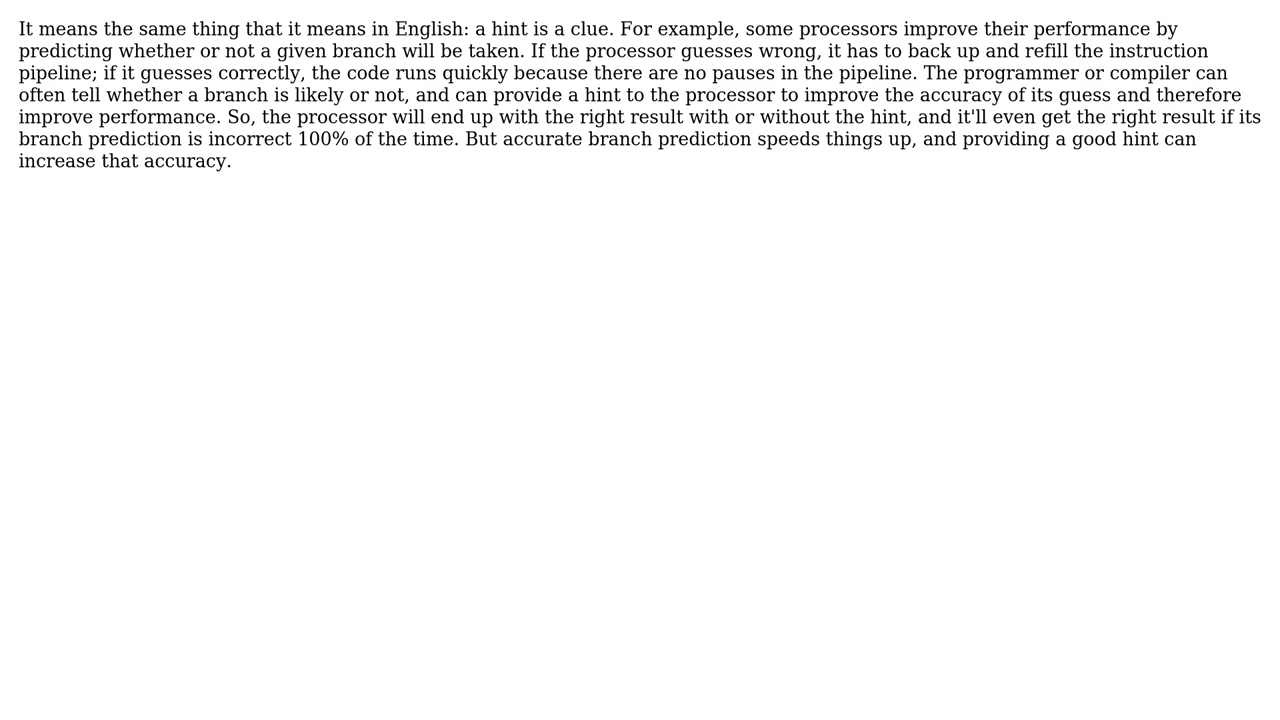 It means the same thing that it means in English: a hint is a clue. For example, some processors improve their performance by
predicting whether or not a given branch will be taken. If the processor guesses wrong, it has to back up and refill the instruction
pipeline; if it guesses correctly, the code runs quickly because there are no pauses in the pipeline. The programmer or compiler can
often tell whether a branch is likely or not, and can provide a hint to the processor to improve the accuracy of its guess and therefore
improve performance. So, the processor will end up with the right result with or without the hint, and it'll even get the right result if its
branch prediction is incorrect 100% of the time. But accurate branch prediction speeds things up, and providing a good hint can
increase that accuracy.